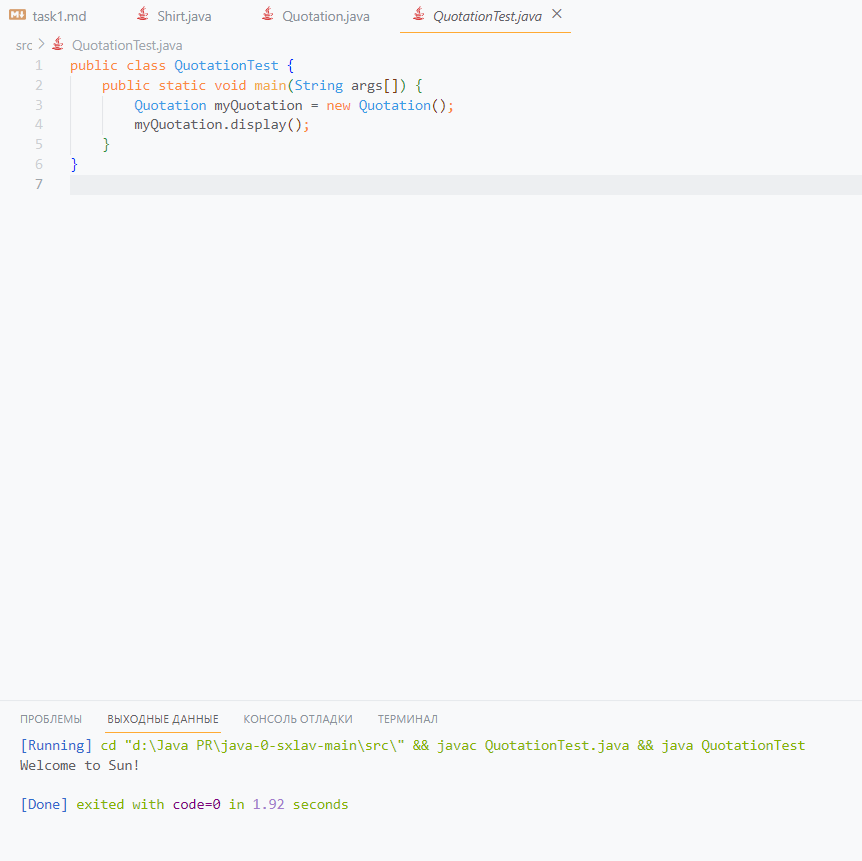 task1.md Shirt.java Quotation.java QuotationTest.java
src > QuotationTest.java
1 public class QuotationTest {
2 public static void main(String args[]) {
3 Quotation myQuotation = new Quotation();
4 myQuotation.display();
5 }
6 }
7
ПРОБЛЕМЫ ВЫХОДНЫЕ ДАННЫЕ КОНСОЛЬ ОТЛАДКИ ТЕРМИНАЛ
[Running] cd "d:\Java PR\java-0-sxlav-main\src\" && javac QuotationTest.java && java QuotationTest
Welcome to Sun!
[Done] exited with code=0 in 1.92 seconds